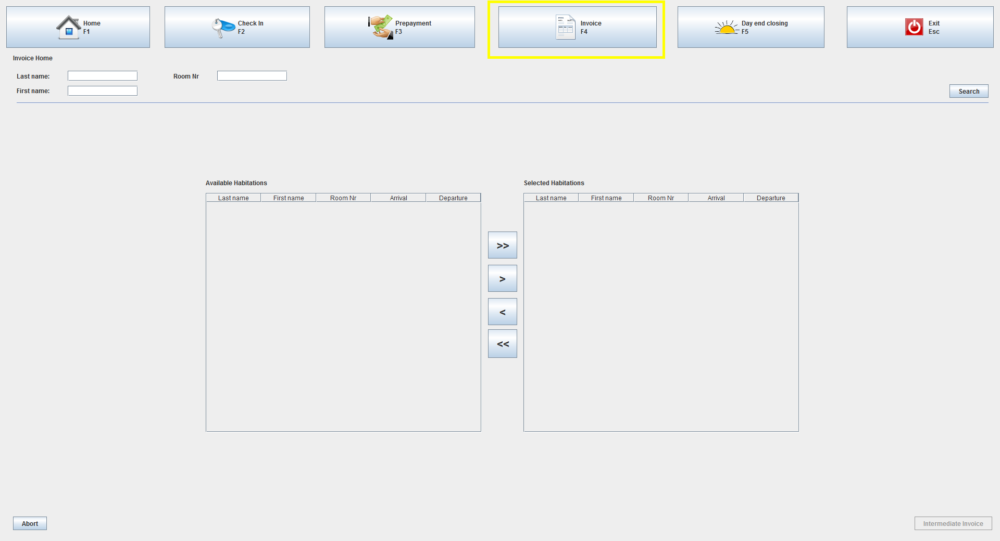 Home
F1
Check In
F2
Prepayment
F3
Invoice
F4
Day end closing
F5
Exit
Esc
Invoice Home
Last name:
Room Nr
First name:
Search
Available Habitations
Selected Habitations
Last name First name Room Nr Arrival Departure
Last name First name Room Nr Arrival Departure
>>
>
<
<<
Abort
Intermediate Invoice